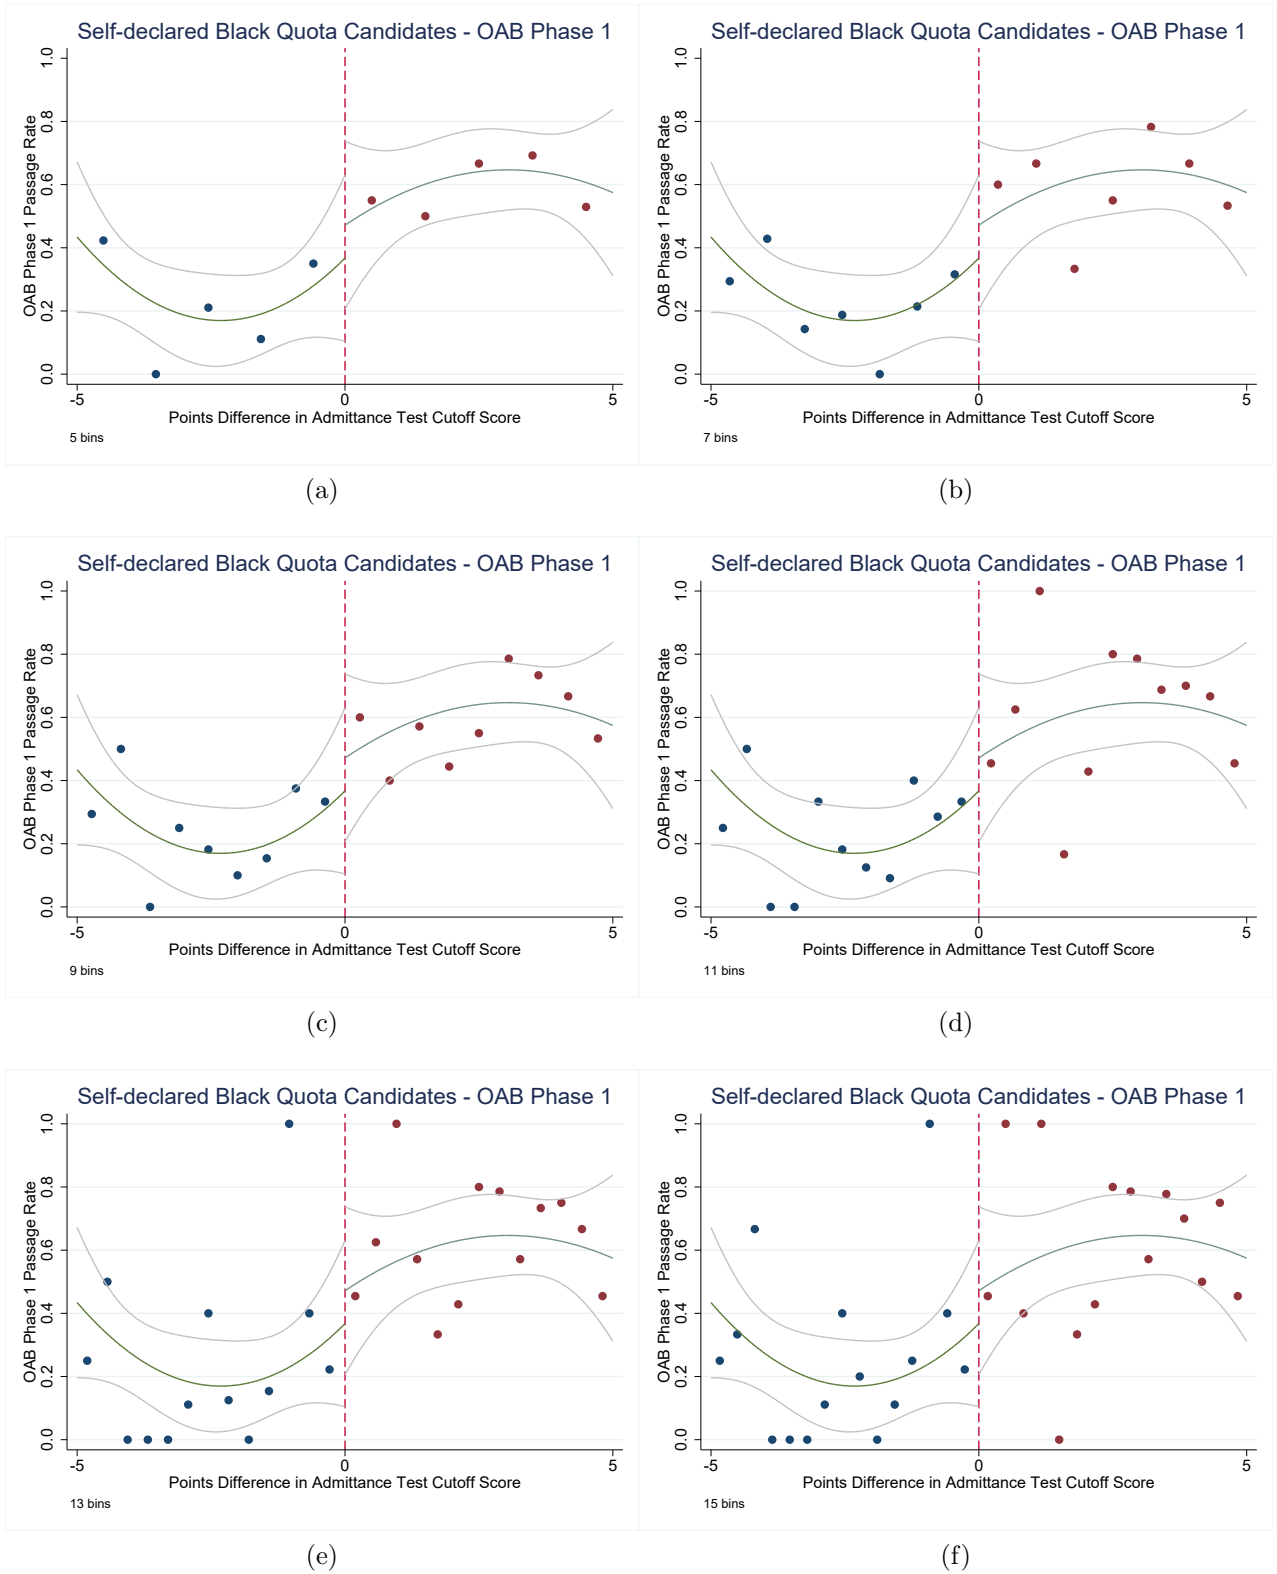 Self-declared Black Quota Candidates - OAB Phase 1
OAB Phase 1 Passage Rate
1.0
0.8
0.6
0.4
0.2
0.0
-5 0 5
Points Difference in Admittance Test Cutoff Score
5 bins
(a)
Self-declared Black Quota Candidates - OAB Phase 1
OAB Phase 1 Passage Rate
1.0
0.8
0.6
0.4
0.2
0.0
-5 0 5
Points Difference in Admittance Test Cutoff Score
7 bins
(b)
Self-declared Black Quota Candidates - OAB Phase 1
OAB Phase 1 Passage Rate
1.0
0.8
0.6
0.4
0.2
0.0
-5 0 5
Points Difference in Admittance Test Cutoff Score
9 bins
(c)
Self-declared Black Quota Candidates - OAB Phase 1
OAB Phase 1 Passage Rate
1.0
0.8
0.6
0.4
0.2
0.0
-5 0 5
Points Difference in Admittance Test Cutoff Score
11 bins
(d)
Self-declared Black Quota Candidates - OAB Phase 1
OAB Phase 1 Passage Rate
1.0
0.8
0.6
0.4
0.2
0.0
-5 0 5
Points Difference in Admittance Test Cutoff Score
13 bins
(e)
Self-declared Black Quota Candidates - OAB Phase 1
OAB Phase 1 Passage Rate
1.0
0.8
0.6
0.4
0.2
0.0
-5 0 5
Points Difference in Admittance Test Cutoff Score
15 bins
(f)